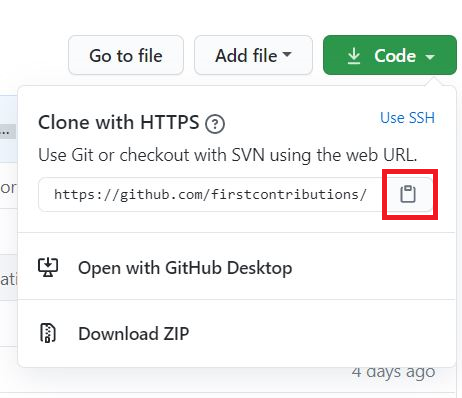 Go to file
Add file
Code
Clone with HTTPS
Use SSH
Use Git or checkout with SVN using the web URL.
https://github.com/firstcontributions/
Open with GitHub Desktop
Download ZIP
4 days ago